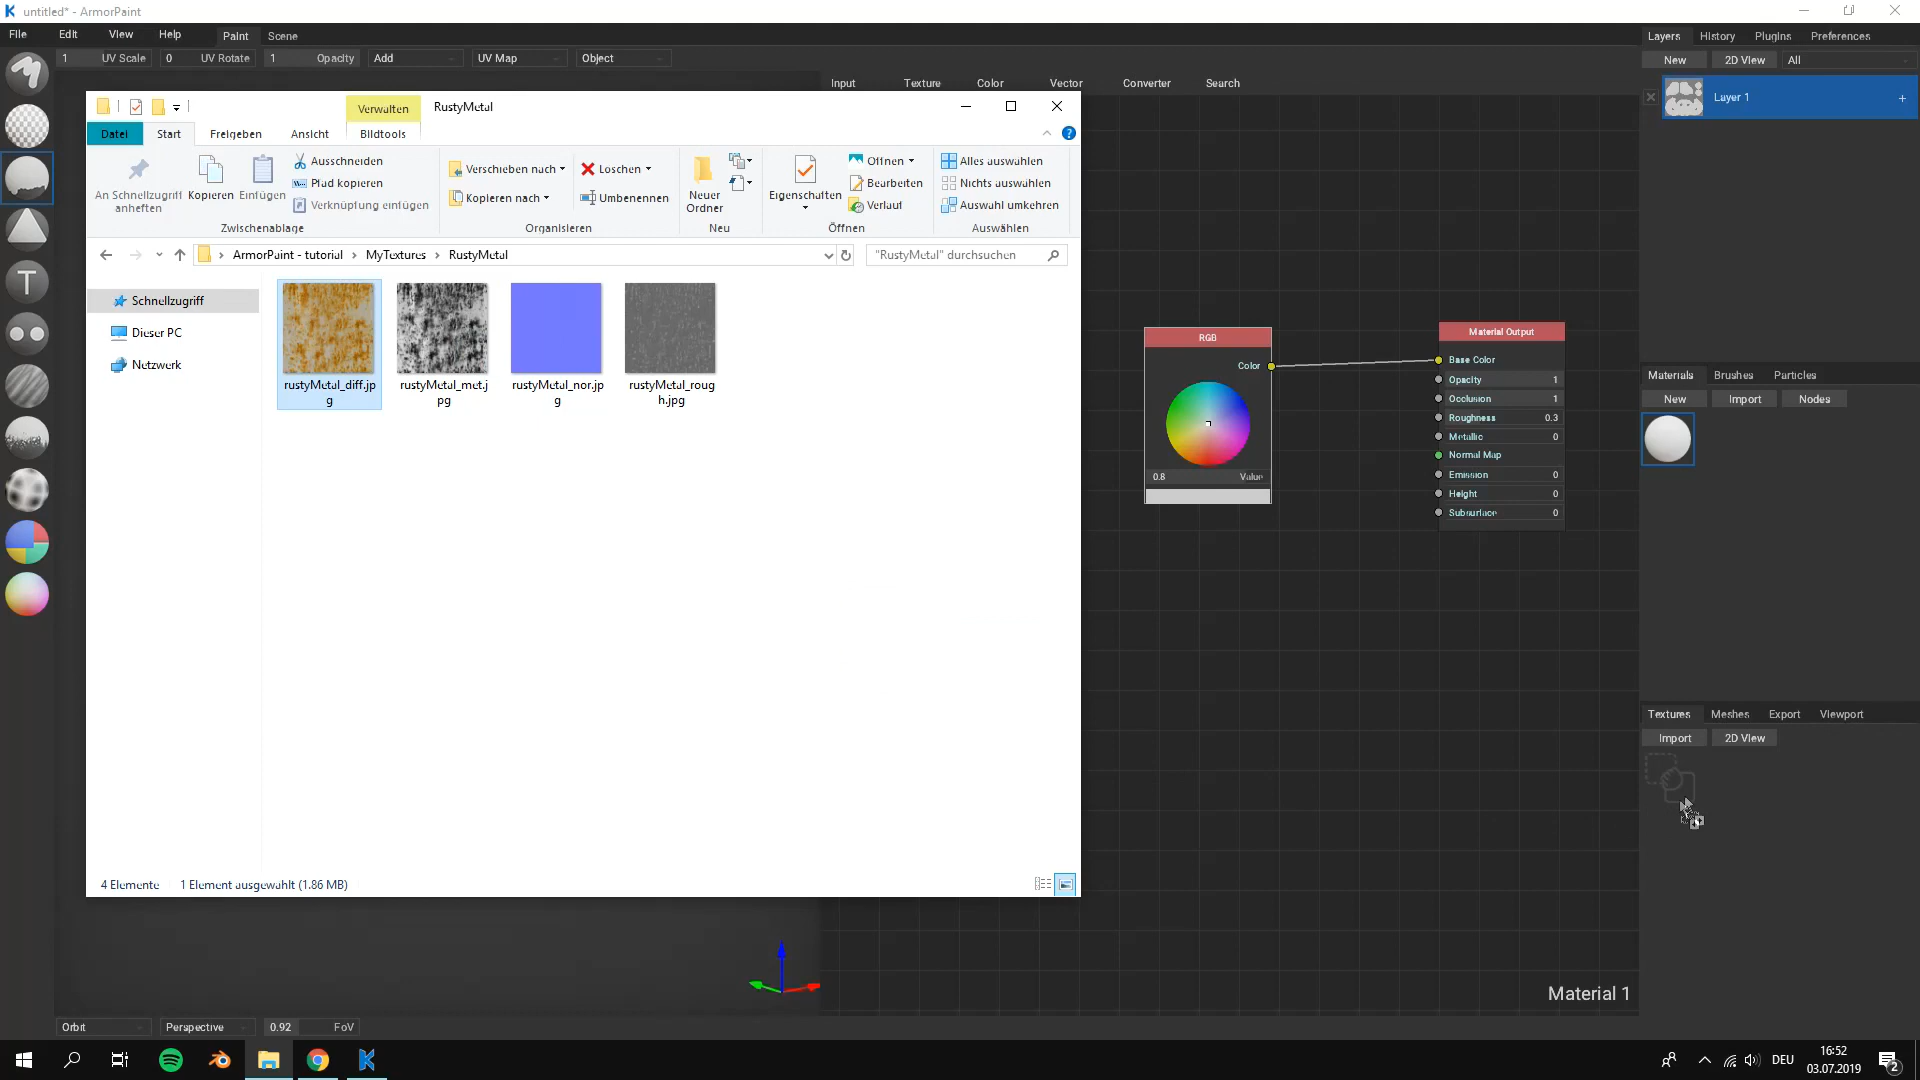 untitled* - ArmorPaint
File Edit View Help Paint Scene
1 UV Scale 0 UV Rotate 1 Opacity Add UV Map Object
Input Texture Color Vector Converter Search
Layers History Plugins Preferences
New 2D View All
Layer 1
Verwalten RustyMetal
Datei Start Freigeben Ansicht Bildtools
An Schnellzugriff anheften
Kopieren
Einfügen
Ausschneiden
Pfad kopieren
Verknüpfung einfügen
Zwischenablage
Verschieben nach
Kopieren nach
Löschen
Umbenennen
Organisieren
Neuer Ordner
Neu
Eigenschaften
Öffnen
Bearbeiten
Verlauf
Öffnen
Alles auswählen
Nichts auswählen
Auswahl umkehren
Auswählen
ArmorPaint - tutorial MyTextures RustyMetal
"RustyMetal" durchsuchen
Schnellzugriff
Dieser PC
Netzwerk
rustyMetal_diff.jpg
rustyMetal_met.jpg
rustyMetal_nor.jpg
rustyMetal_rough.jpg
4 Elemente 1 Element ausgewählt (1.86 MB)
RGB
Color
0.8 Value
Material Output
Base Color
Opacity 1
Occlusion 1
Roughness 0.3
Metallic 0
Normal Map
Emission 0
Height 0
Subsurface 0
Materials Brushes Particles
New Import Nodes
Textures Meshes Export Viewport
Import 2D View
Material 1
Orbit Perspective 0.92 FoV
DEU
16:52
03.07.2019
2